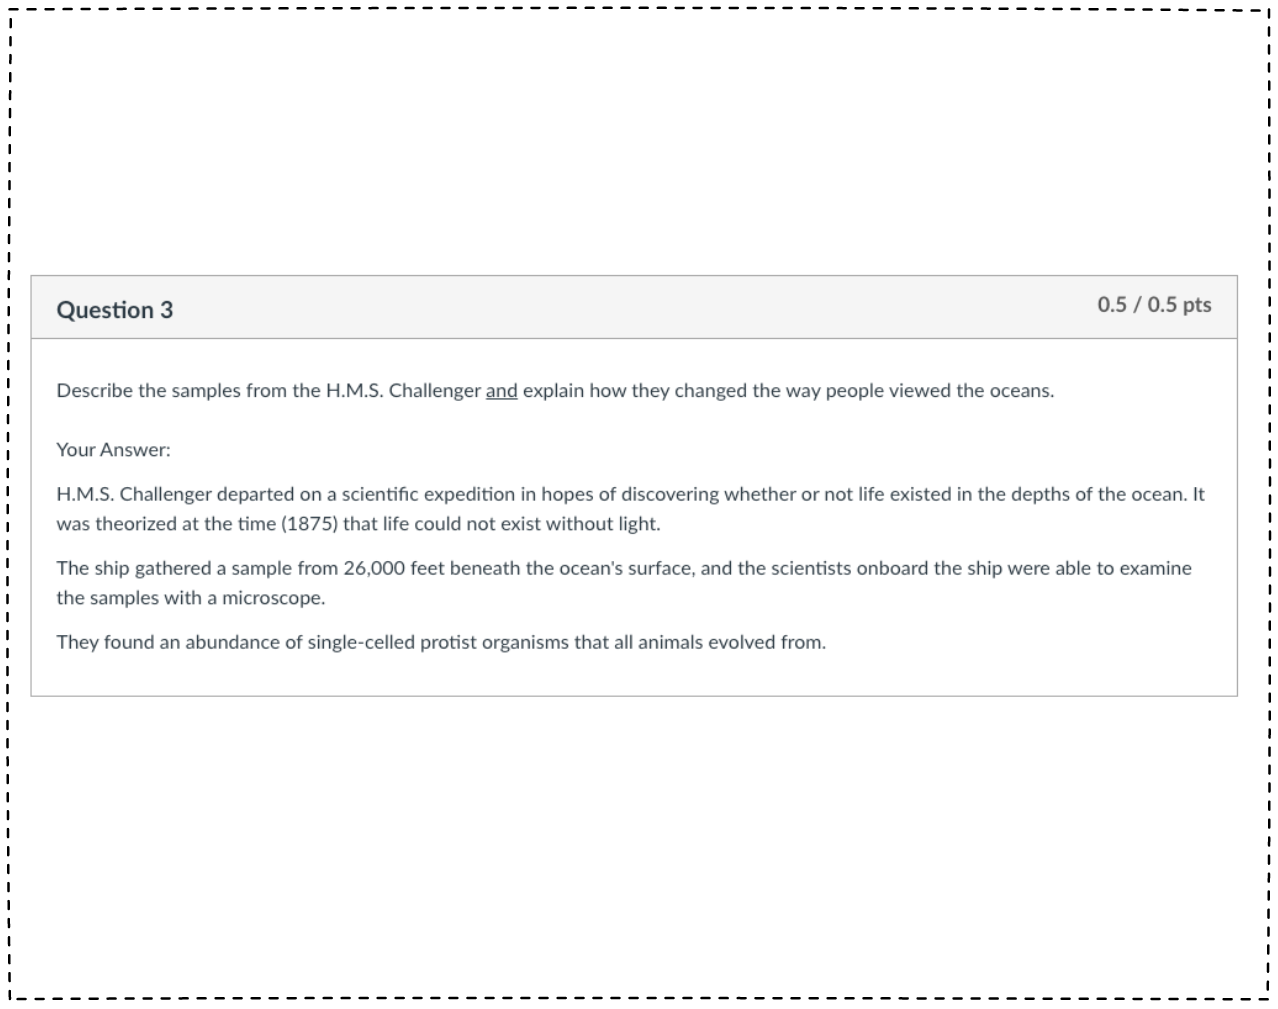 Question 3
0.5 / 0.5 pts
Describe the samples from the H.M.S. Challenger and explain how they changed the way people viewed the oceans.
Your Answer:
H.M.S. Challenger departed on a scientific expedition in hopes of discovering whether or not life existed in the depths of the ocean. It
was theorized at the time (1875) that life could not exist without light.
The ship gathered a sample from 26,000 feet beneath the ocean's surface, and the scientists onboard the ship were able to examine
the samples with a microscope.
They found an abundance of single-celled protist organisms that all animals evolved from.